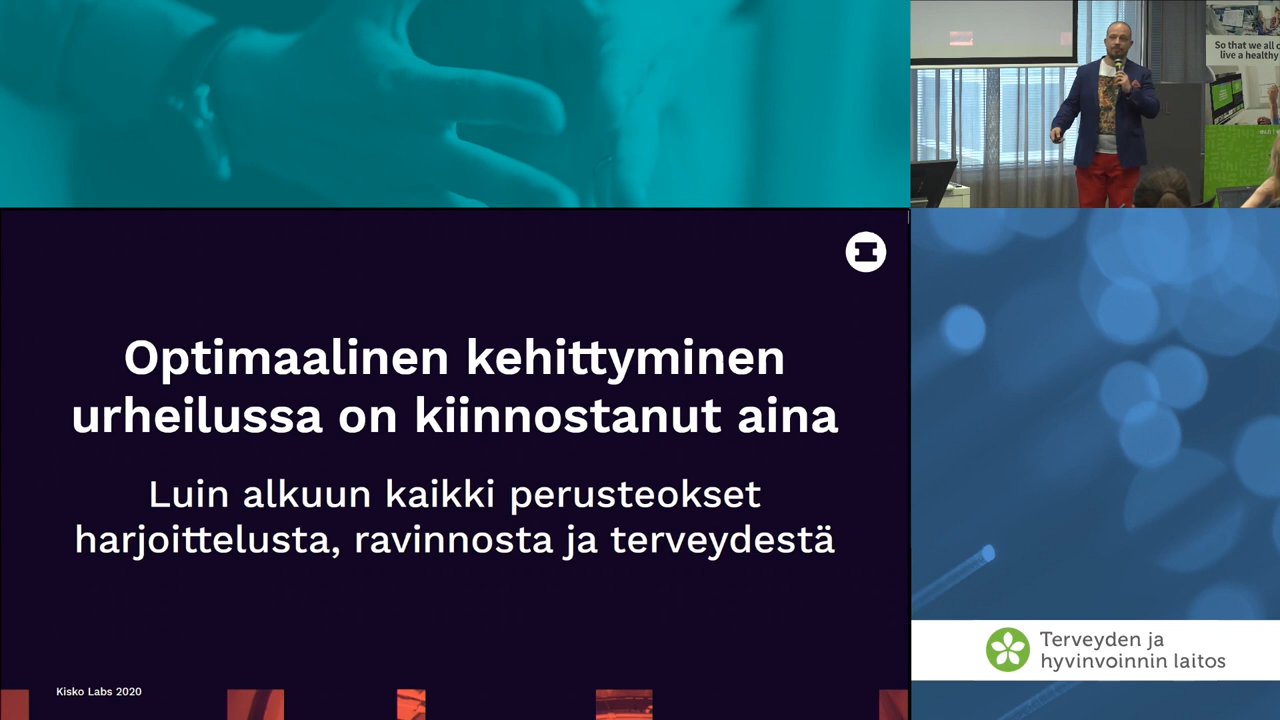 So that we all c
live a healthy
Optimaalinen kehittyminen
urheilussa on kiinnostanut aina
Luin alkuun kaikki perusteokset
harjoittelusta, ravinnosta ja terveydestä
Kisko Labs 2020
Terveyden ja
hyvinvoinnin laitos